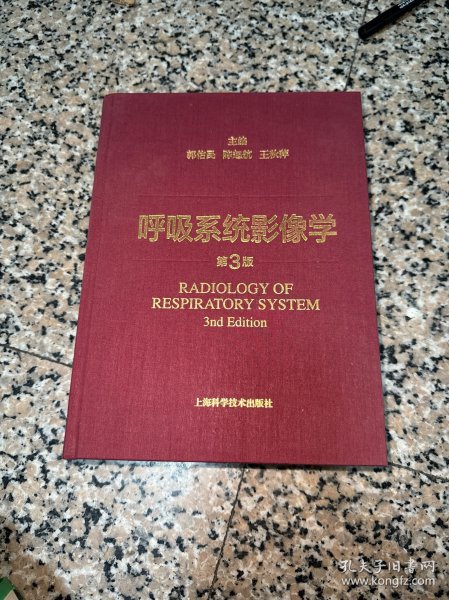 主编
郭佑民 陈起航 王秋萍
呼吸系统影像学
第3版
RADIOLOGY OF
RESPIRATORY SYSTEM
3nd Edition
上海科学技术出版社
孔夫子旧书网
www.kongfz.com